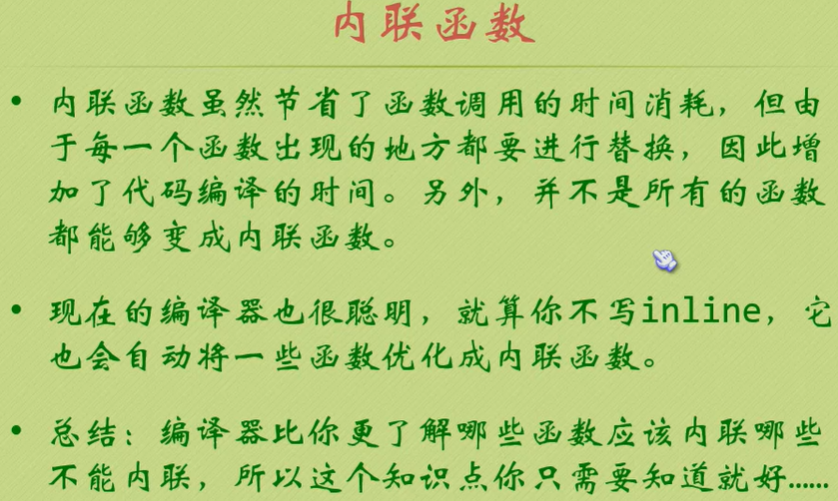 内联函数
• 内联函数虽然节省了函数调用的时间消耗，但由
于每一个函数出现的地方都要进行替换，因此增
加了代码编译的时间。另外，并不是所有的函数
都能够变成内联函数。
• 现在的编译器也很聪明，就算你不写inline，它
也会自动将一些函数优化成内联函数。
• 总结：编译器比你更了解哪些函数应该内联哪些
不能内联，所以这个知识点你只需要知道就好……